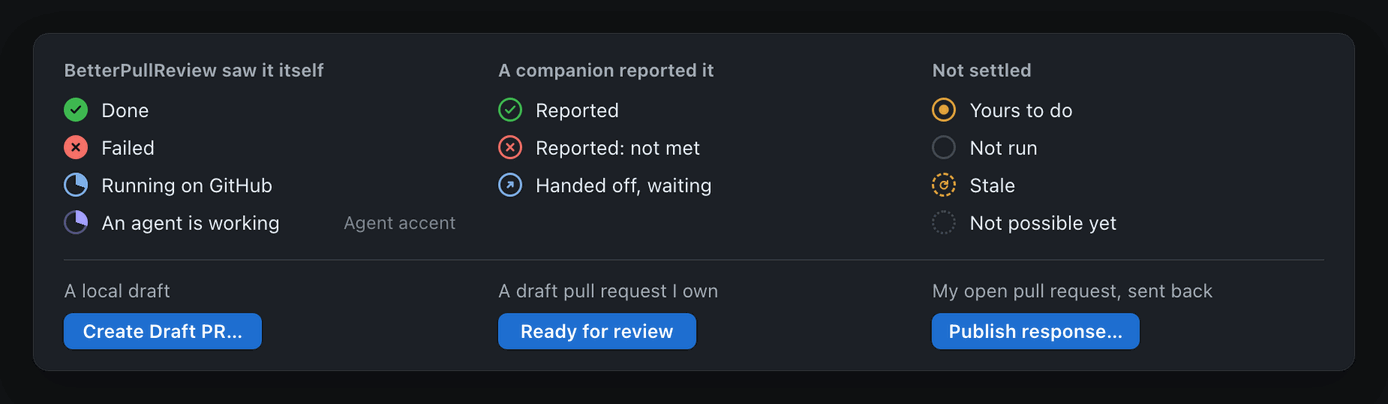 BetterPullReview saw it itself
Done
Failed
Running on GitHub
An agent is working
Agent accent
A companion reported it
Reported
Reported: not met
Handed off, waiting
Not settled
Yours to do
Not run
Stale
Not possible yet
A local draft
Create Draft PR...
A draft pull request I own
Ready for review
My open pull request, sent back
Publish response...